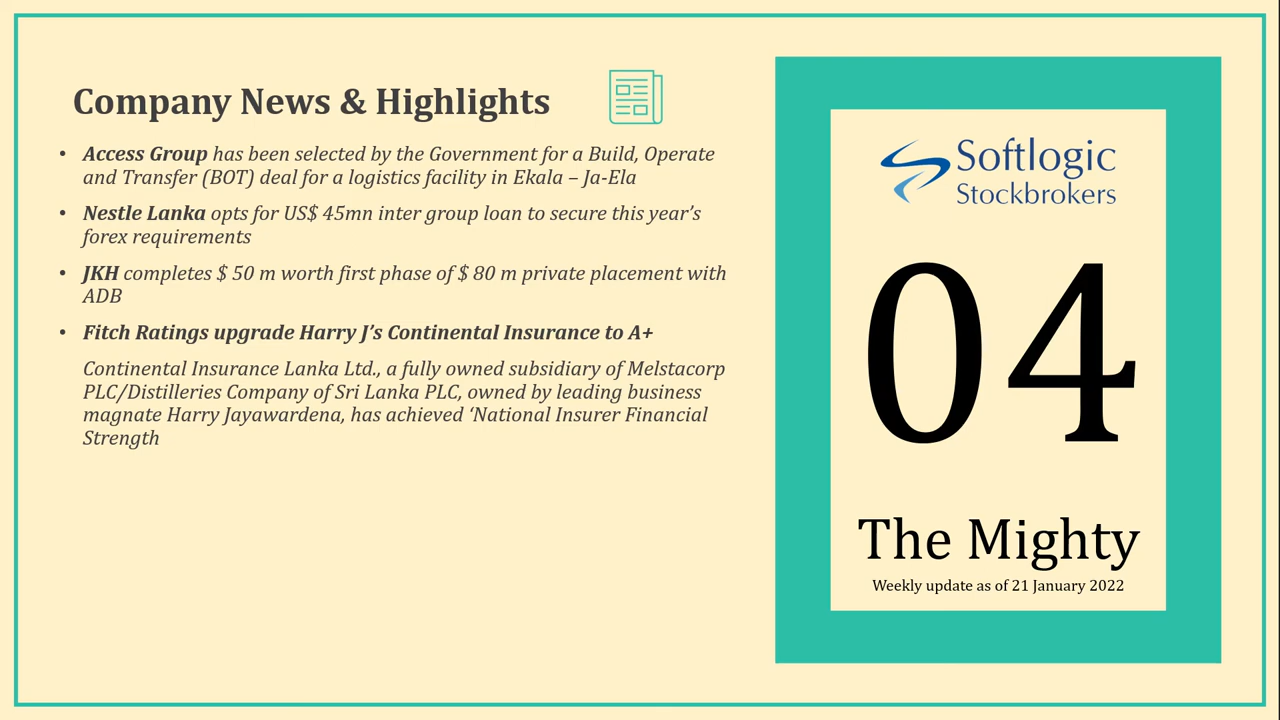 Company News & Highlights
• Access Group has been selected by the Government for a Build, Operate
and Transfer (BOT) deal for a logistics facility in Ekala – Ja-Ela
• Nestle Lanka opts for US$ 45mn inter group loan to secure this year’s
forex requirements
• JKH completes $ 50 m worth first phase of $ 80 m private placement with
ADB
• Fitch Ratings upgrade Harry J’s Continental Insurance to A+
Continental Insurance Lanka Ltd., a fully owned subsidiary of Melstacorp
PLC/Distilleries Company of Sri Lanka PLC, owned by leading business
magnate Harry Jayawardena, has achieved ‘National Insurer Financial
Strength
Softlogic
Stockbrokers
04
The Mighty
Weekly update as of 21 January 2022